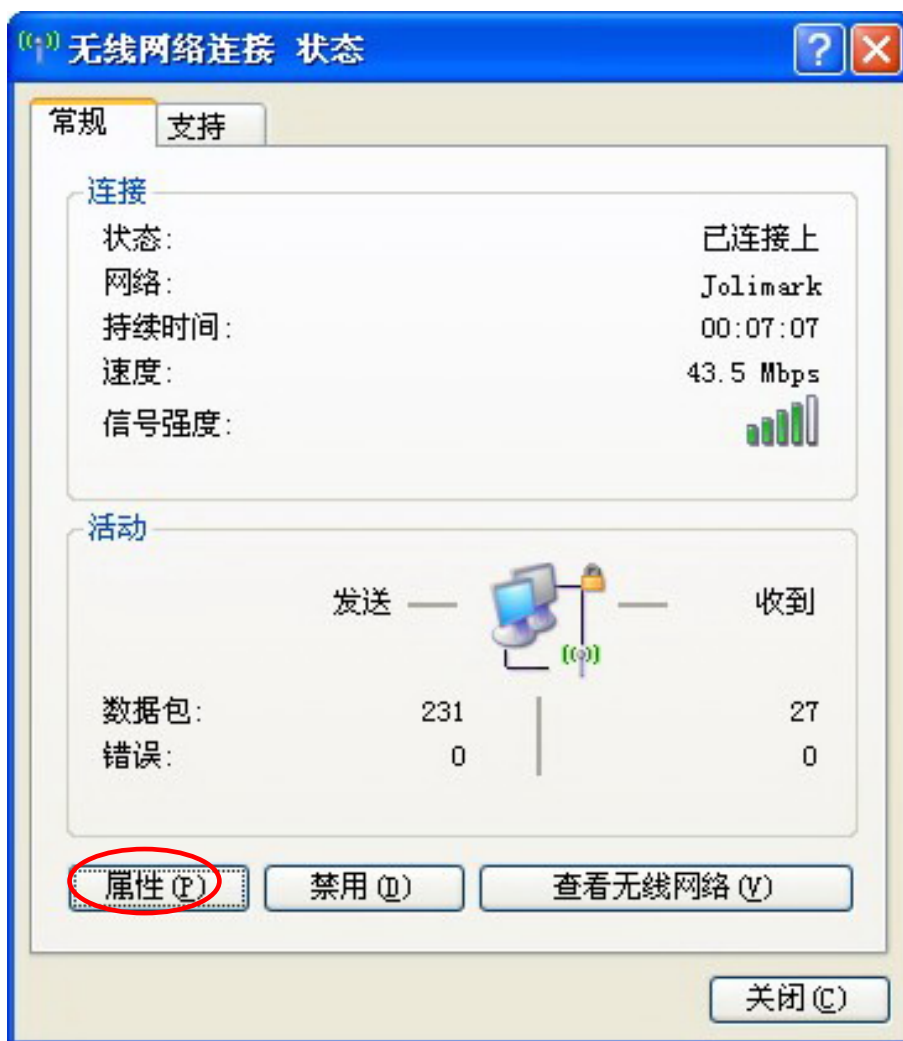 无线网络连接 状态
常规 支持
连接
状态: 已连接上
网络: Jolimark
持续时间: 00:07:07
速度: 43.5 Mbps
信号强度:
活动
发送 收到
数据包: 231 27
错误: 0 0
属性(P) 禁用(D) 查看无线网络(V)
关闭(C)